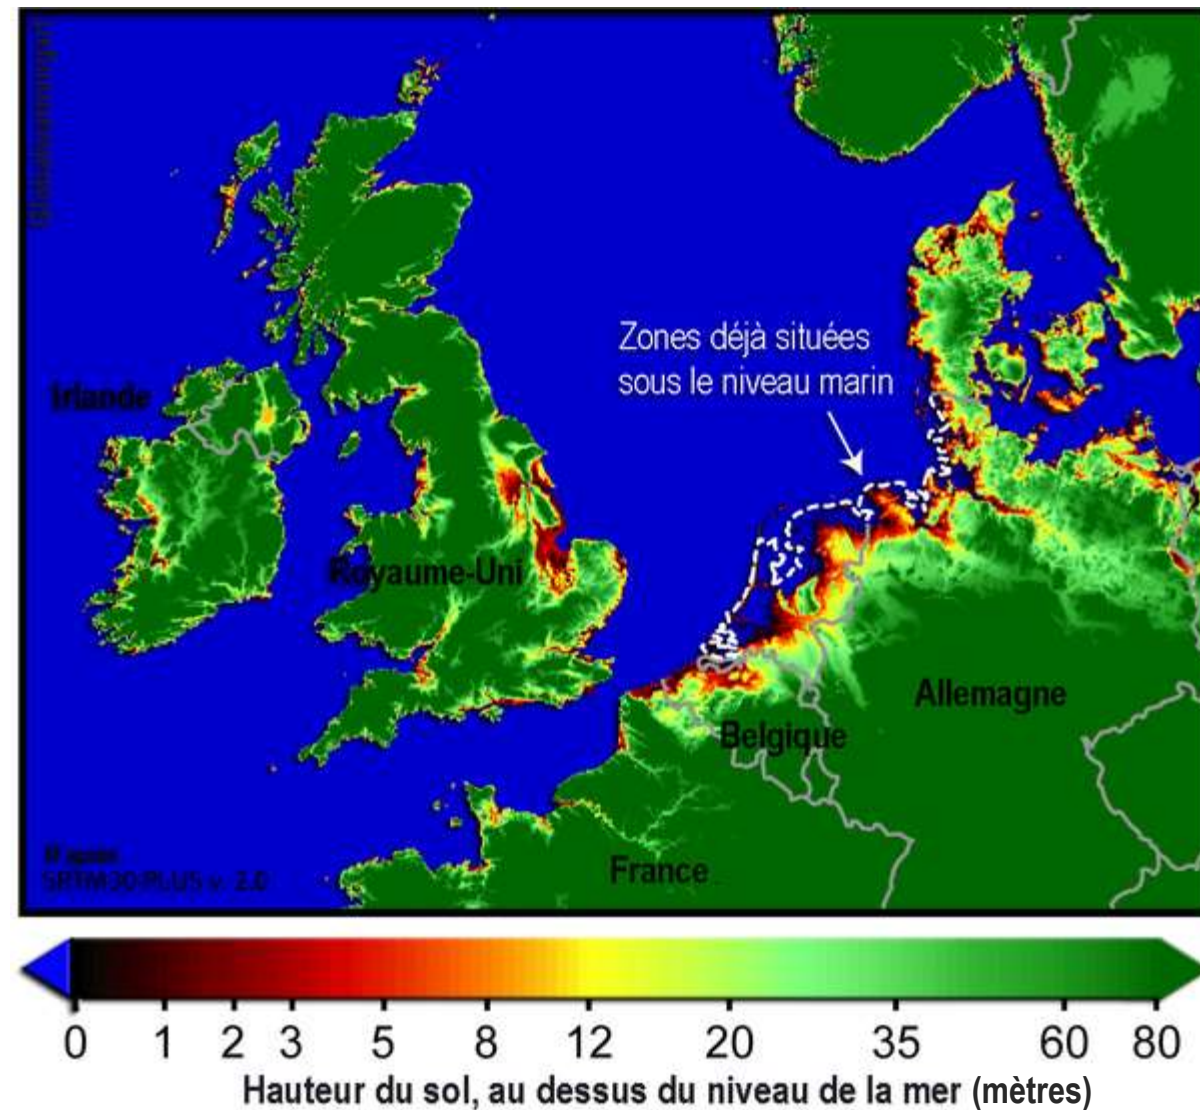 Zones déjà situées
sous le niveau marin
Irlande
Royaume-Uni
Allemagne
Belgique
France
D'après
SRTM30 PLUS v. 2.0
0 1 2 3 5 8 12 20 35 60 80
Hauteur du sol, au dessus du niveau de la mer (mètres)